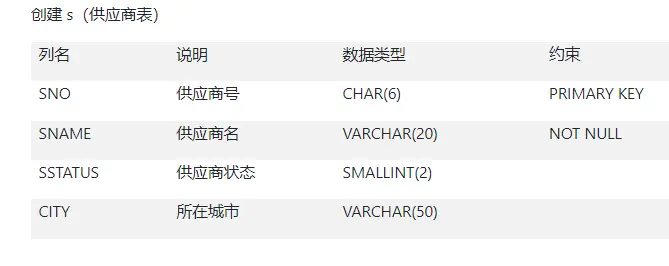 创建 s（供应商表）
列名 说明 数据类型 约束
SNO 供应商号 CHAR(6) PRIMARY KEY
SNAME 供应商名 VARCHAR(20) NOT NULL
SSTATUS 供应商状态 SMALLINT(2)
CITY 所在城市 VARCHAR(50)